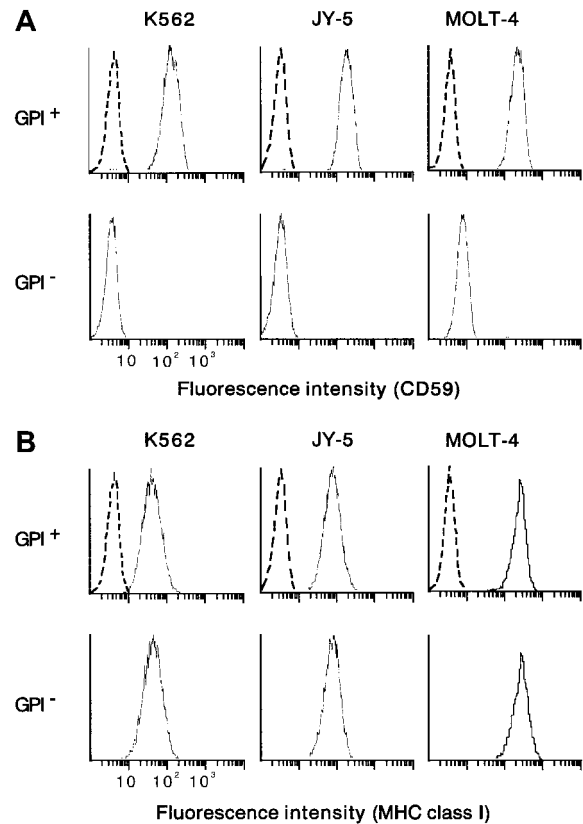 A
K562 JY-5 MOLT-4
GPI +
GPI -
10 10² 10³
Fluorescence intensity (CD59)
B
K562 JY-5 MOLT-4
GPI +
GPI -
10 10² 10³
Fluorescence intensity (MHC class I)